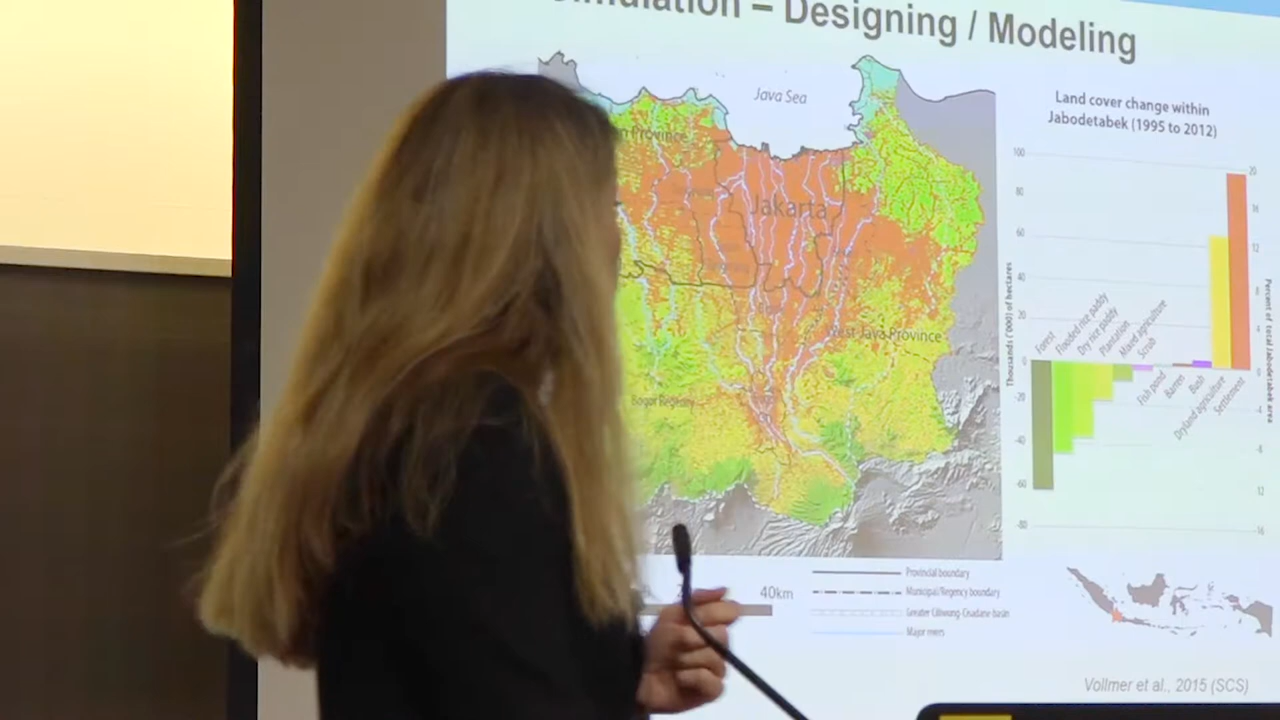 Simulation – Designing / Modeling
Java Sea
Land cover change within
Jabodetabek (1995 to 2012)
Province
Jakarta
West Java Province
Bogor Regency
100
80
60
40
20
0
-20
-40
-60
-80
20
16
12
8
4
0
-4
-8
12
-16
Thousands ('000) of hectares
Percent of total Jabodetabek area
Forest
Flooded rice paddy
Dry rice paddy
Plantation
Mixed agriculture
Scrub
Fish pond
Barren
Bush
Dryland agriculture
Settlement
40km
Provincial boundary
Municipal/Regency boundary
Greater Ciliwung-Cisadane basin
Major rivers
Vollmer et al., 2015 (SCS)